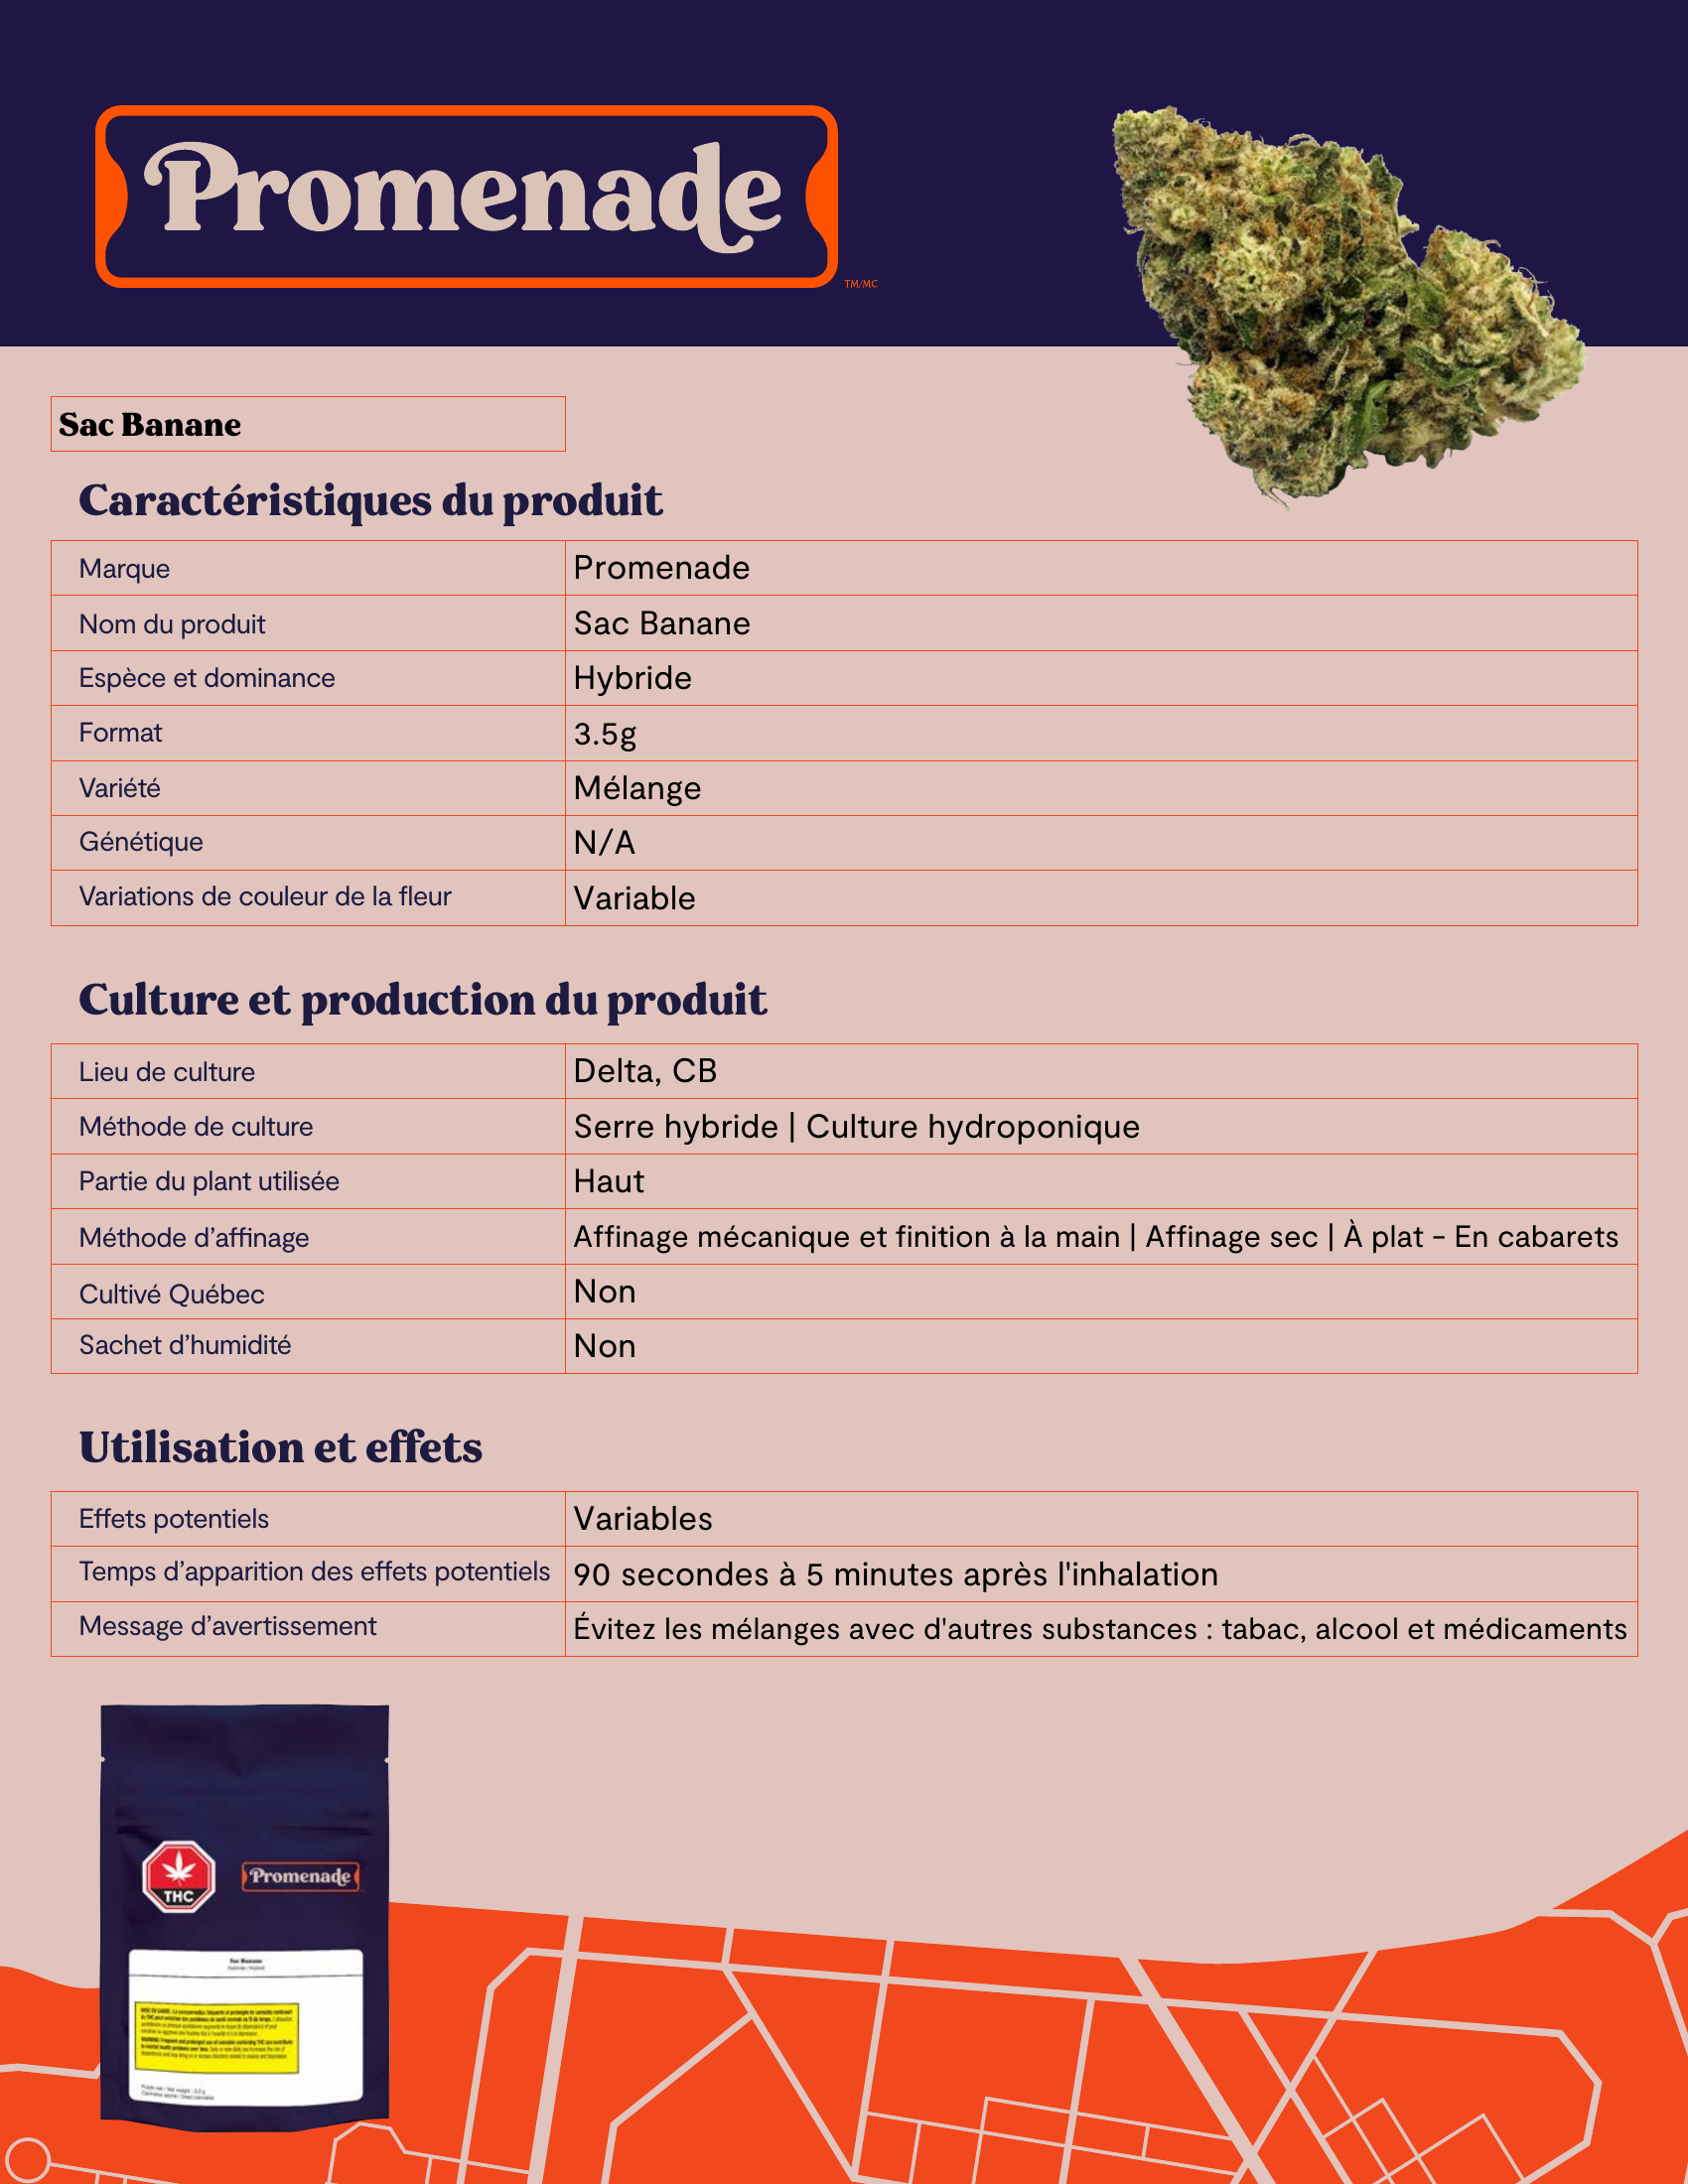 Promenade
TM/MC
Sac Banane
Caractéristiques du produit
Marque Promenade
Nom du produit Sac Banane
Espèce et dominance Hybride
Format 3.5g
Variété Mélange
Génétique N/A
Variations de couleur de la fleur Variable
Culture et production du produit
Lieu de culture Delta, CB
Méthode de culture Serre hybride | Culture hydroponique
Partie du plant utilisée Haut
Méthode d’affinage Affinage mécanique et finition à la main | Affinage sec | À plat - En cabarets
Cultivé Québec Non
Sachet d’humidité Non
Utilisation et effets
Effets potentiels Variables
Temps d’apparition des effets potentiels 90 secondes à 5 minutes après l'inhalation
Message d’avertissement Évitez les mélanges avec d'autres substances : tabac, alcool et médicaments
THC
Promenade
Sac Banane